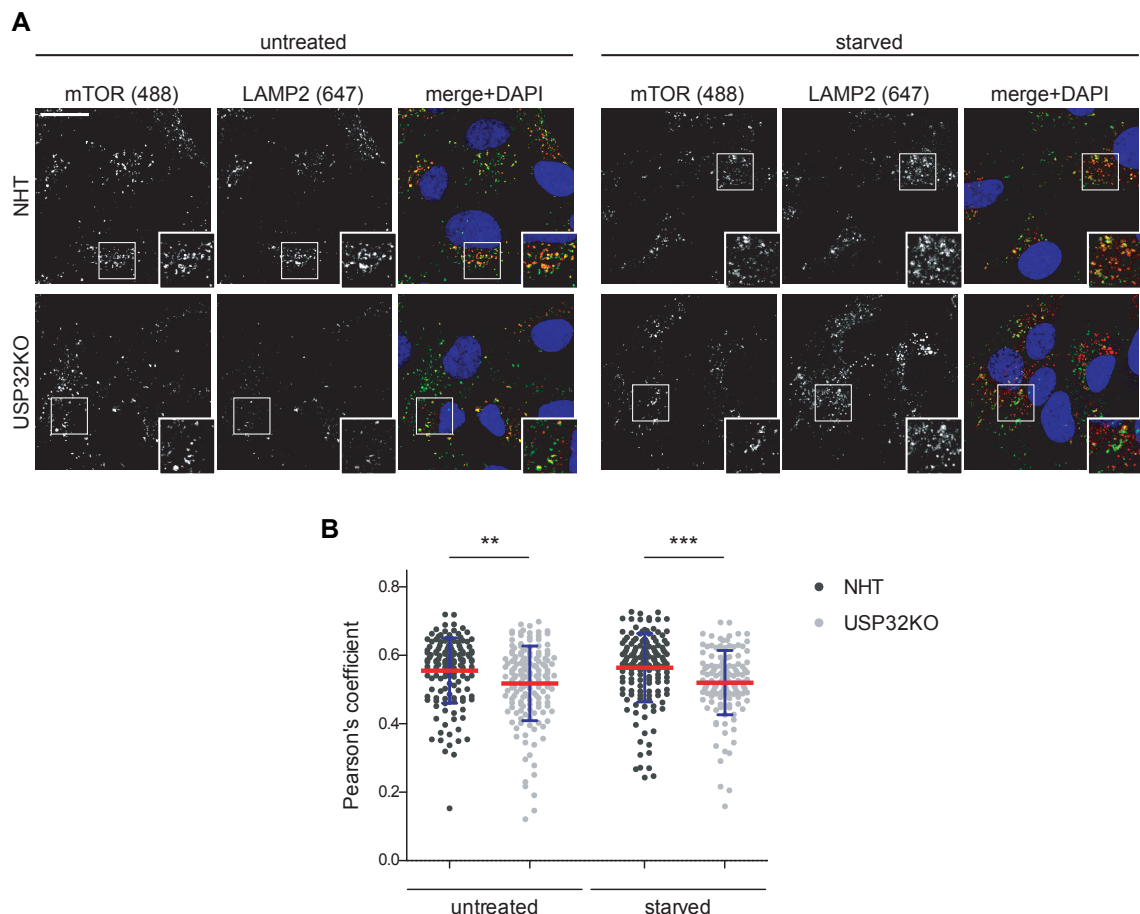 A
untreated
starved
mTOR (488)
LAMP2 (647)
merge+DAPI
mTOR (488)
LAMP2 (647)
merge+DAPI
NHT
USP32KO
B
**
***
NHT
USP32KO
Pearson's coefficient
0.8
0.6
0.4
0.2
0.0
untreated
starved